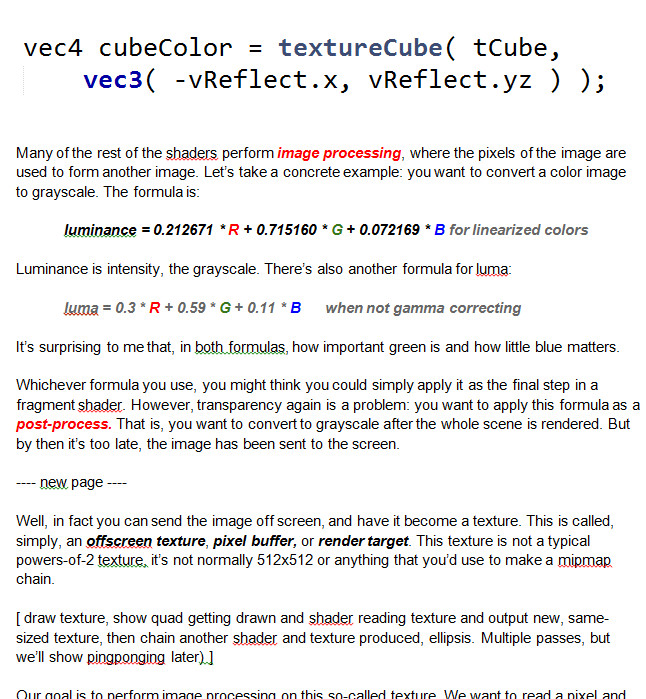 vec4 cubeColor = textureCube( tCube,
vec3( -vReflect.x, vReflect.yz ) );
Many of the rest of the shaders perform image processing, where the pixels of the image are
used to form another image. Let’s take a concrete example: you want to convert a color image
to grayscale. The formula is:
luminance = 0.212671 * R + 0.715160 * G + 0.072169 * B for linearized colors
Luminance is intensity, the grayscale. There’s also another formula for luma:
luma = 0.3 * R + 0.59 * G + 0.11 * B when not gamma correcting
It’s surprising to me that, in both formulas, how important green is and how little blue matters.
Whichever formula you use, you might think you could simply apply it as the final step in a
fragment shader. However, transparency again is a problem: you want to apply this formula as a
post-process. That is, you want to convert to grayscale after the whole scene is rendered. But
by then it’s too late, the image has been sent to the screen.
---- new page ----
Well, in fact you can send the image off screen, and have it become a texture. This is called,
simply, an offscreen texture, pixel buffer, or render target. This texture is not a typical
powers-of-2 texture, it’s not normally 512x512 or anything that you’d use to make a mipmap
chain.
[ draw texture, show quad getting drawn and shader reading texture and output new, same-
sized texture, then chain another shader and texture produced, ellipsis. Multiple passes, but
we’ll show pingponging later).]
Our goal is to perform image processing on this so-called texture. We want to read a pixel and